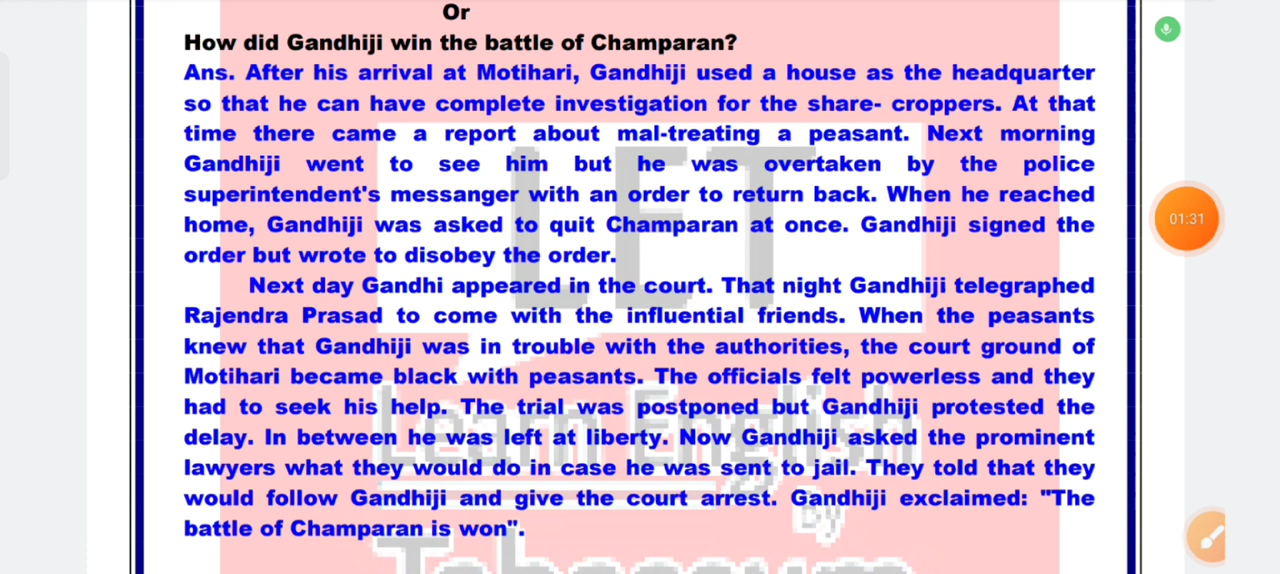 Or
How did Gandhiji win the battle of Champaran?
Ans. After his arrival at Motihari, Gandhiji used a house as the headquarter
so that he can have complete investigation for the share- croppers. At that
time there came a report about mal-treating a peasant. Next morning
Gandhiji went to see him but he was overtaken by the police
superintendent's messanger with an order to return back. When he reached
home, Gandhiji was asked to quit Champaran at once. Gandhiji signed the
order but wrote to disobey the order.
Next day Gandhi appeared in the court. That night Gandhiji telegraphed
Rajendra Prasad to come with the influential friends. When the peasants
knew that Gandhiji was in trouble with the authorities, the court ground of
Motihari became black with peasants. The officials felt powerless and they
had to seek his help. The trial was postponed but Gandhiji protested the
delay. In between he was left at liberty. Now Gandhiji asked the prominent
lawyers what they would do in case he was sent to jail. They told that they
would follow Gandhiji and give the court arrest. Gandhiji exclaimed: "The
battle of Champaran is won".
LET
Learn English
By
Tabassum
01:31